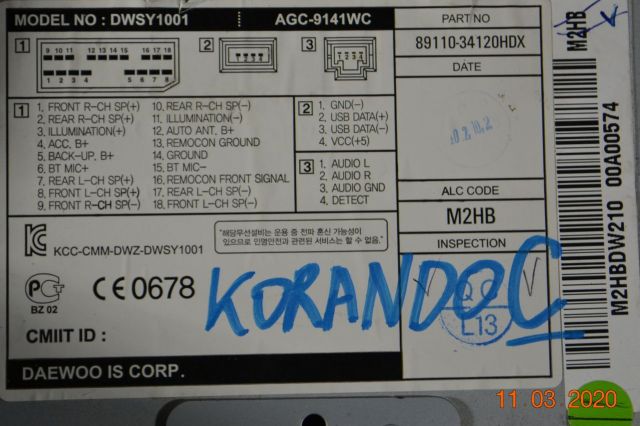 MODEL NO : DWSY1001 AGC-9141WC
PART NO
89110-34120HDX
DATE
02.10.2
ALC CODE
M2HB
INSPECTION
Q C V
L13
1 9 10 11 12 13 14 15 16 17 18
1 2 3 4 5 6 7 8
2
3
1
1. FRONT R-CH SP(+)
2. REAR R-CH SP(+)
3. ILLUMINATION(+)
4. ACC, B+
5. BACK-UP, B+
6. BT MIC+
7. REAR L-CH SP(+)
8. FRONT L-CH SP(+)
9. FRONT R-CH SP(-)
10. REAR R-CH SP(-)
11. ILLUMINATION(-)
12. AUTO ANT. B+
13. REMOCON GROUND
14. GROUND
15. BT MIC-
16. REMOCON FRONT SIGNAL
17. REAR L-CH SP(-)
18. FRONT L-CH SP(-)
2
1. GND(-)
2. USB DATA(+)
3. USB DATA(-)
4. VCC(+5)
3
1. AUDIO L
2. AUDIO R
3. AUDIO GND
4. DETECT
KCC-CMM-DWZ-DWSY1001
"해당무선설비는 운용 중 전파 혼신 가능성이
있으므로 인명안전과 관련된 서비스는 할 수 없음."
BZ 02
CE 0678
CMIIT ID :
DAEWOO IS CORP.
KORANDO C
M2HB
M2HBDW210 00A00574
11 03 2020